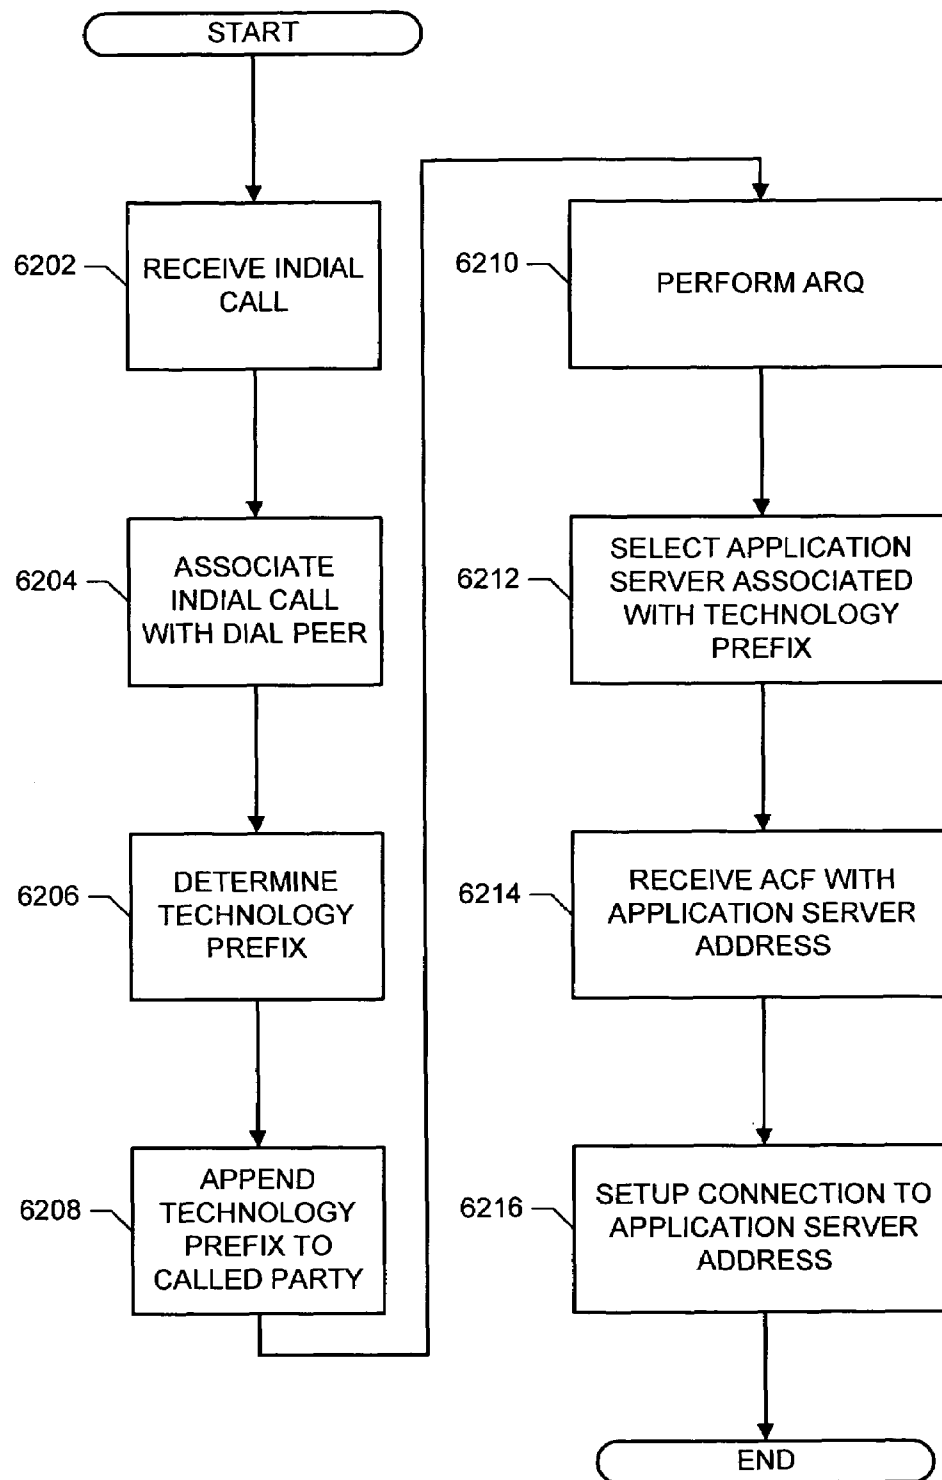 START
6202
RECEIVE INDIAL
CALL
6204
ASSOCIATE
INDIAL CALL
WITH DIAL PEER
6206
DETERMINE
TECHNOLOGY
PREFIX
6208
APPEND
TECHNOLOGY
PREFIX TO
CALLED PARTY
6210
PERFORM ARQ
6212
SELECT APPLICATION
SERVER ASSOCIATED
WITH TECHNOLOGY
PREFIX
6214
RECEIVE ACF WITH
APPLICATION SERVER
ADDRESS
6216
SETUP CONNECTION TO
APPLICATION SERVER
ADDRESS
END